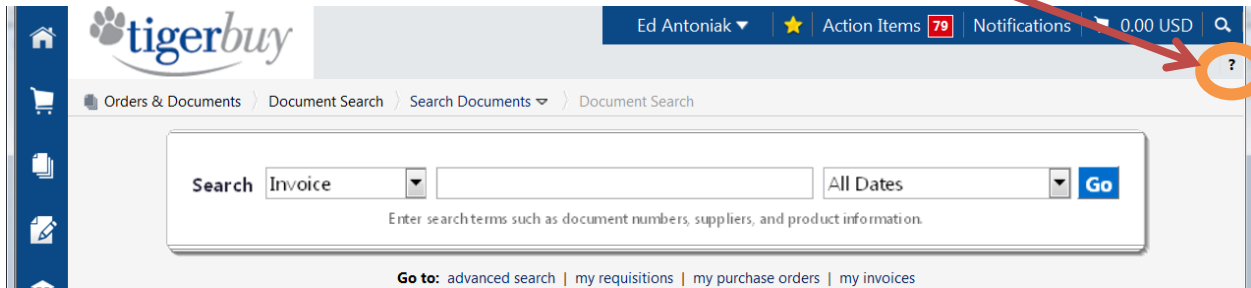 tigerbuy
Ed Antoniak Action Items 79 Notifications 0.00 USD
?
Orders & Documents Document Search Search Documents Document Search
Search Invoice All Dates Go
Enter search terms such as document numbers, suppliers, and product information.
Go to: advanced search | my requisitions | my purchase orders | my invoices